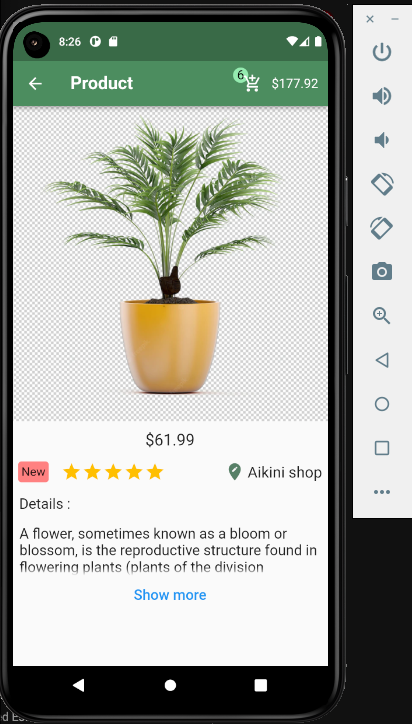 8:26
Product
6
$177.92
$61.99
New
Aikini shop
Details :
A flower, sometimes known as a bloom or
blossom, is the reproductive structure found in
flowering plants (plants of the division
Show more